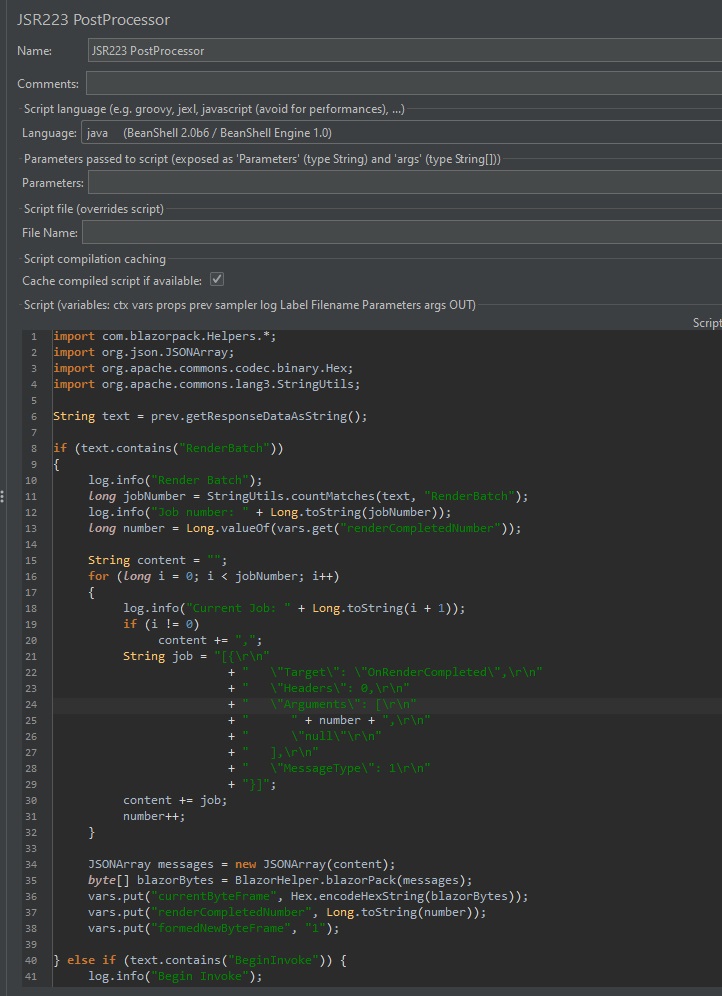 JSR223 PostProcessor
Name: JSR223 PostProcessor
Comments:
Script language (e.g. groovy, jexl, javascript (avoid for performances), ...)
Language: java (BeanShell 2.0b6 / BeanShell Engine 1.0)
Parameters passed to script (exposed as 'Parameters' (type String) and 'args' (type String[]))
Parameters:
Script file (overrides script)
File Name:
Script compilation caching
Cache compiled script if available:
Script (variables: ctx vars props prev sampler log Label Filename Parameters args OUT)
Script
1 import com.blazorpack.Helpers.*;
2 import org.json.JSONArray;
3 import org.apache.commons.codec.binary.Hex;
4 import org.apache.commons.lang3.StringUtils;
5
6 String text = prev.getResponseDataAsString();
7
8 if (text.contains("RenderBatch"))
9 {
10 log.info("Render Batch");
11 long jobNumber = StringUtils.countMatches(text, "RenderBatch");
12 log.info("Job number: " + Long.toString(jobNumber));
13 long number = Long.valueOf(vars.get("renderCompletedNumber"));
14
15 String content = "";
16 for (long i = 0; i < jobNumber; i++)
17 {
18 log.info("Current Job: " + Long.toString(i + 1));
19 if (i != 0)
20 content += ",";
21 String job = "[{\r\n"
22 + "   \"Target\": \"OnRenderCompleted\",\r\n"
23 + "   \"Headers\": 0,\r\n"
24 + "   \"Arguments\": [\r\n"
25 + "      " + number + ",\r\n"
26 + "      \"null\"\r\n"
27 + "   ],\r\n"
28 + "   \"MessageType\": 1\r\n"
29 + "}]";
30 content += job;
31 number++;
32 }
33
34 JSONArray messages = new JSONArray(content);
35 byte[] blazorBytes = BlazorHelper.blazorPack(messages);
36 vars.put("currentByteFrame", Hex.encodeHexString(blazorBytes));
37 vars.put("renderCompletedNumber", Long.toString(number));
38 vars.put("formedNewByteFrame", "1");
39
40 } else if (text.contains("BeginInvoke")) {
41 log.info("Begin Invoke");